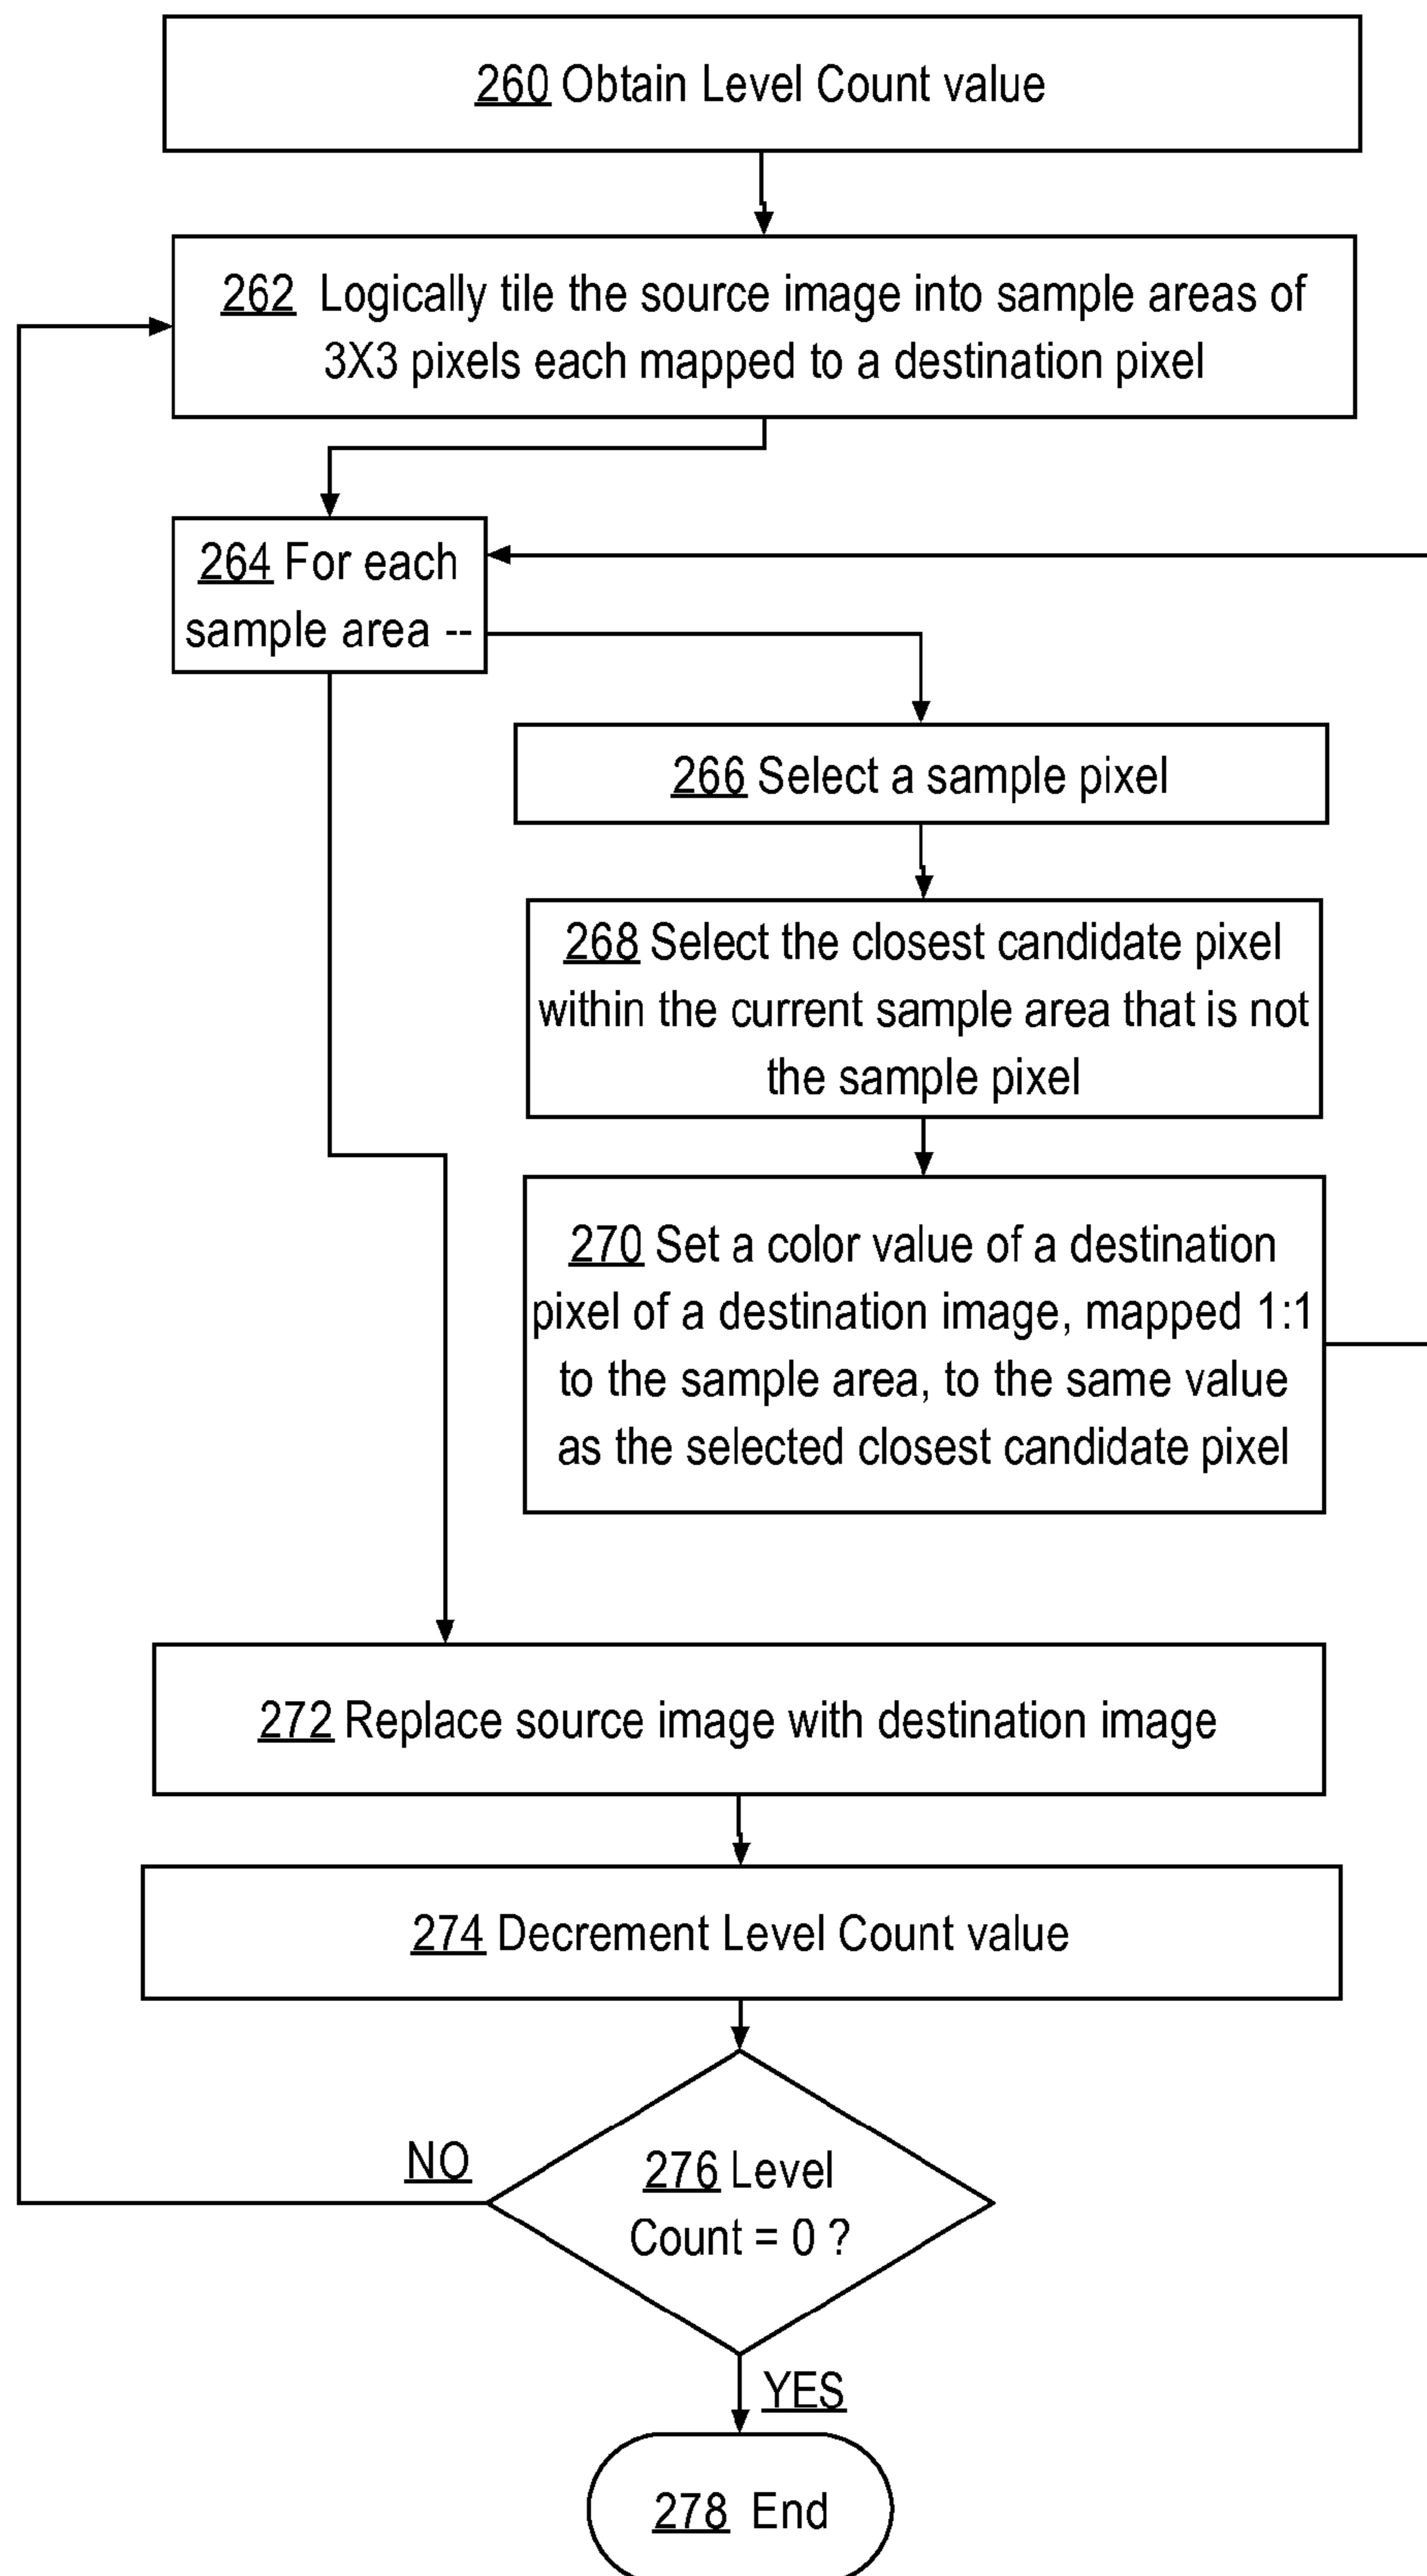 260 Obtain Level Count value
262 Logically tile the source image into sample areas of
3X3 pixels each mapped to a destination pixel
264 For each
sample area --
266 Select a sample pixel
268 Select the closest candidate pixel
within the current sample area that is not
the sample pixel
270 Set a color value of a destination
pixel of a destination image, mapped 1:1
to the sample area, to the same value
as the selected closest candidate pixel
272 Replace source image with destination image
274 Decrement Level Count value
NO
276 Level
Count = 0 ?
YES
278 End